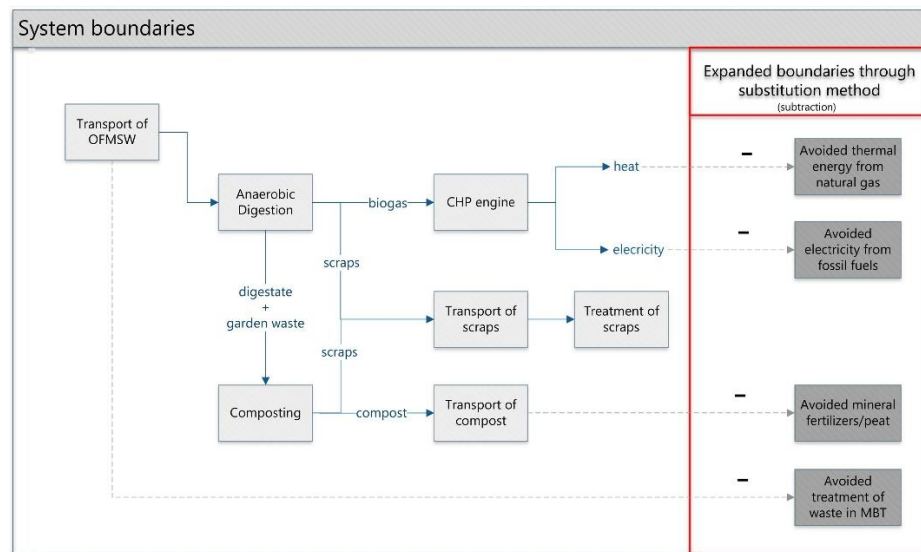 System boundaries
Expanded boundaries through
substitution method
(subtraction)
Transport of
OFMSW
Anaerobic
Digestion
biogas
CHP engine
heat
–
Avoided thermal
energy from
natural gas
elecricity
–
Avoided
electricity from
fossil fuels
scraps
digestate
+
garden waste
Transport of
scraps
Treatment of
scraps
scraps
Composting
compost
Transport of
compost
–
Avoided mineral
fertilizers/peat
–
Avoided
treatment of
waste in MBT